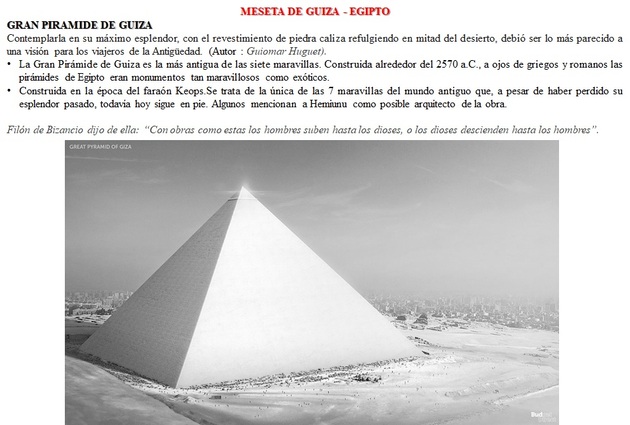 MESETA DE GUIZA - EGIPTO
GRAN PIRAMIDE DE GUIZA
Contemplarla en su máximo esplendor, con el revestimiento de piedra caliza refulgiendo en mitad del desierto, debió ser lo más parecido a
una visión para los viajeros de la Antigüedad. (Autor : Guiomar Huguet).
• La Gran Pirámide de Guiza es la más antigua de las siete maravillas. Construida alrededor del 2570 a.C., a ojos de griegos y romanos las
pirámides de Egipto eran monumentos tan maravillosos como exóticos.
• Construida en la época del faraón Keops.Se trata de la única de las 7 maravillas del mundo antiguo que, a pesar de haber perdido su
esplendor pasado, todavía hoy sigue en pie. Algunos mencionan a Hemiunu como posible arquitecto de la obra.
Filón de Bizancio dijo de ella: “Con obras como estas los hombres suben hasta los dioses, o los dioses descienden hasta los hombres”.
GREAT PYRAMID OF GIZA
Bud